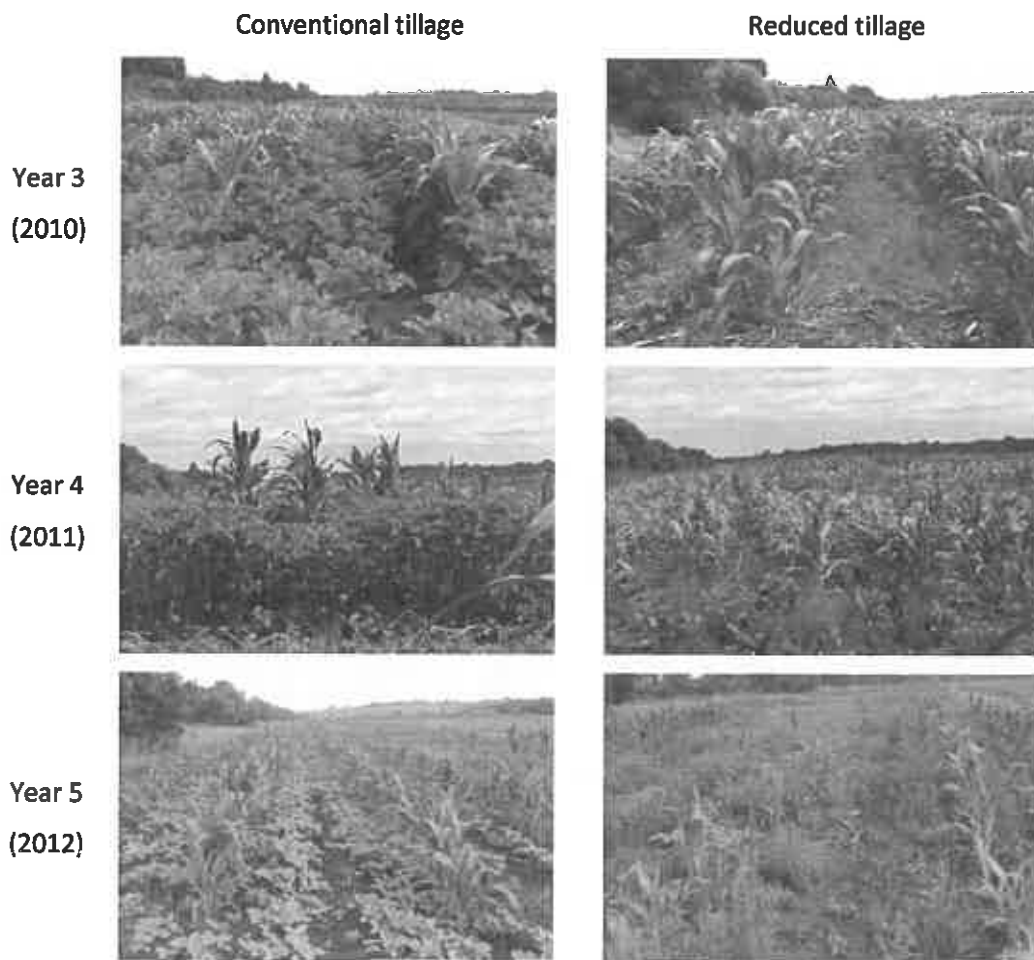 Conventional tillage
Reduced tillage
Year 3
(2010)
Year 4
(2011)
Year 5
(2012)